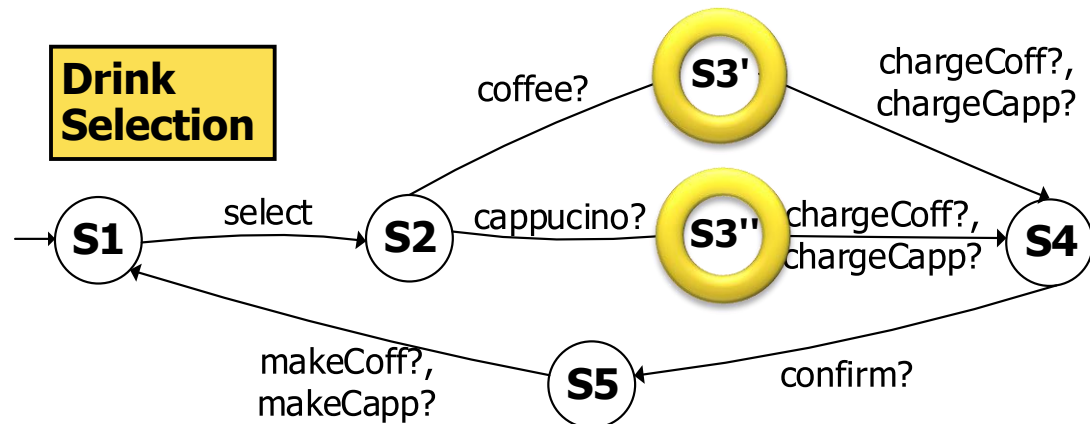 Drink
Selection
coffee?
S3'
chargeCoff?,
chargeCapp?
S1
select
S2
cappucino?
S3''
chargeCoff?,
chargeCapp?
S4
makeCoff?,
makeCapp?
S5
confirm?